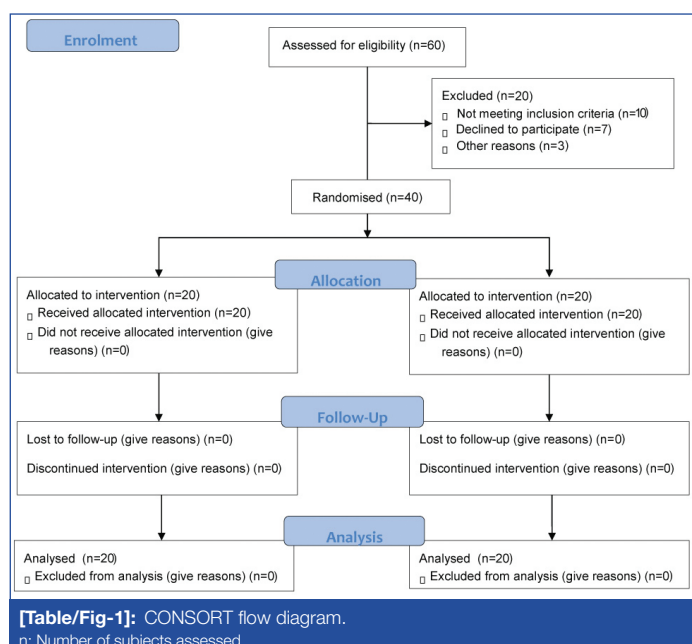 Enrolment
Assessed for eligibility (n=60)
Excluded (n=20)
Not meeting inclusion criteria (n=10)
Declined to participate (n=7)
Other reasons (n=3)
Randomised (n=40)
Allocation
Allocated to intervention (n=20)
Received allocated intervention (n=20)
Did not receive allocated intervention (give
reasons) (n=0)
Allocated to intervention (n=20)
Received allocated intervention (n=20)
Did not receive allocated intervention (give
reasons) (n=0)
Follow-Up
Lost to follow-up (give reasons) (n=0)
Discontinued intervention (give reasons) (n=0)
Lost to follow-up (give reasons) (n=0)
Discontinued intervention (give reasons) (n=0)
Analysis
Analysed (n=20)
Excluded from analysis (give reasons) (n=0)
Analysed (n=20)
Excluded from analysis (give reasons) (n=0)
[Table/Fig-1]: CONSORT flow diagram.
n: Number of subjects assessed